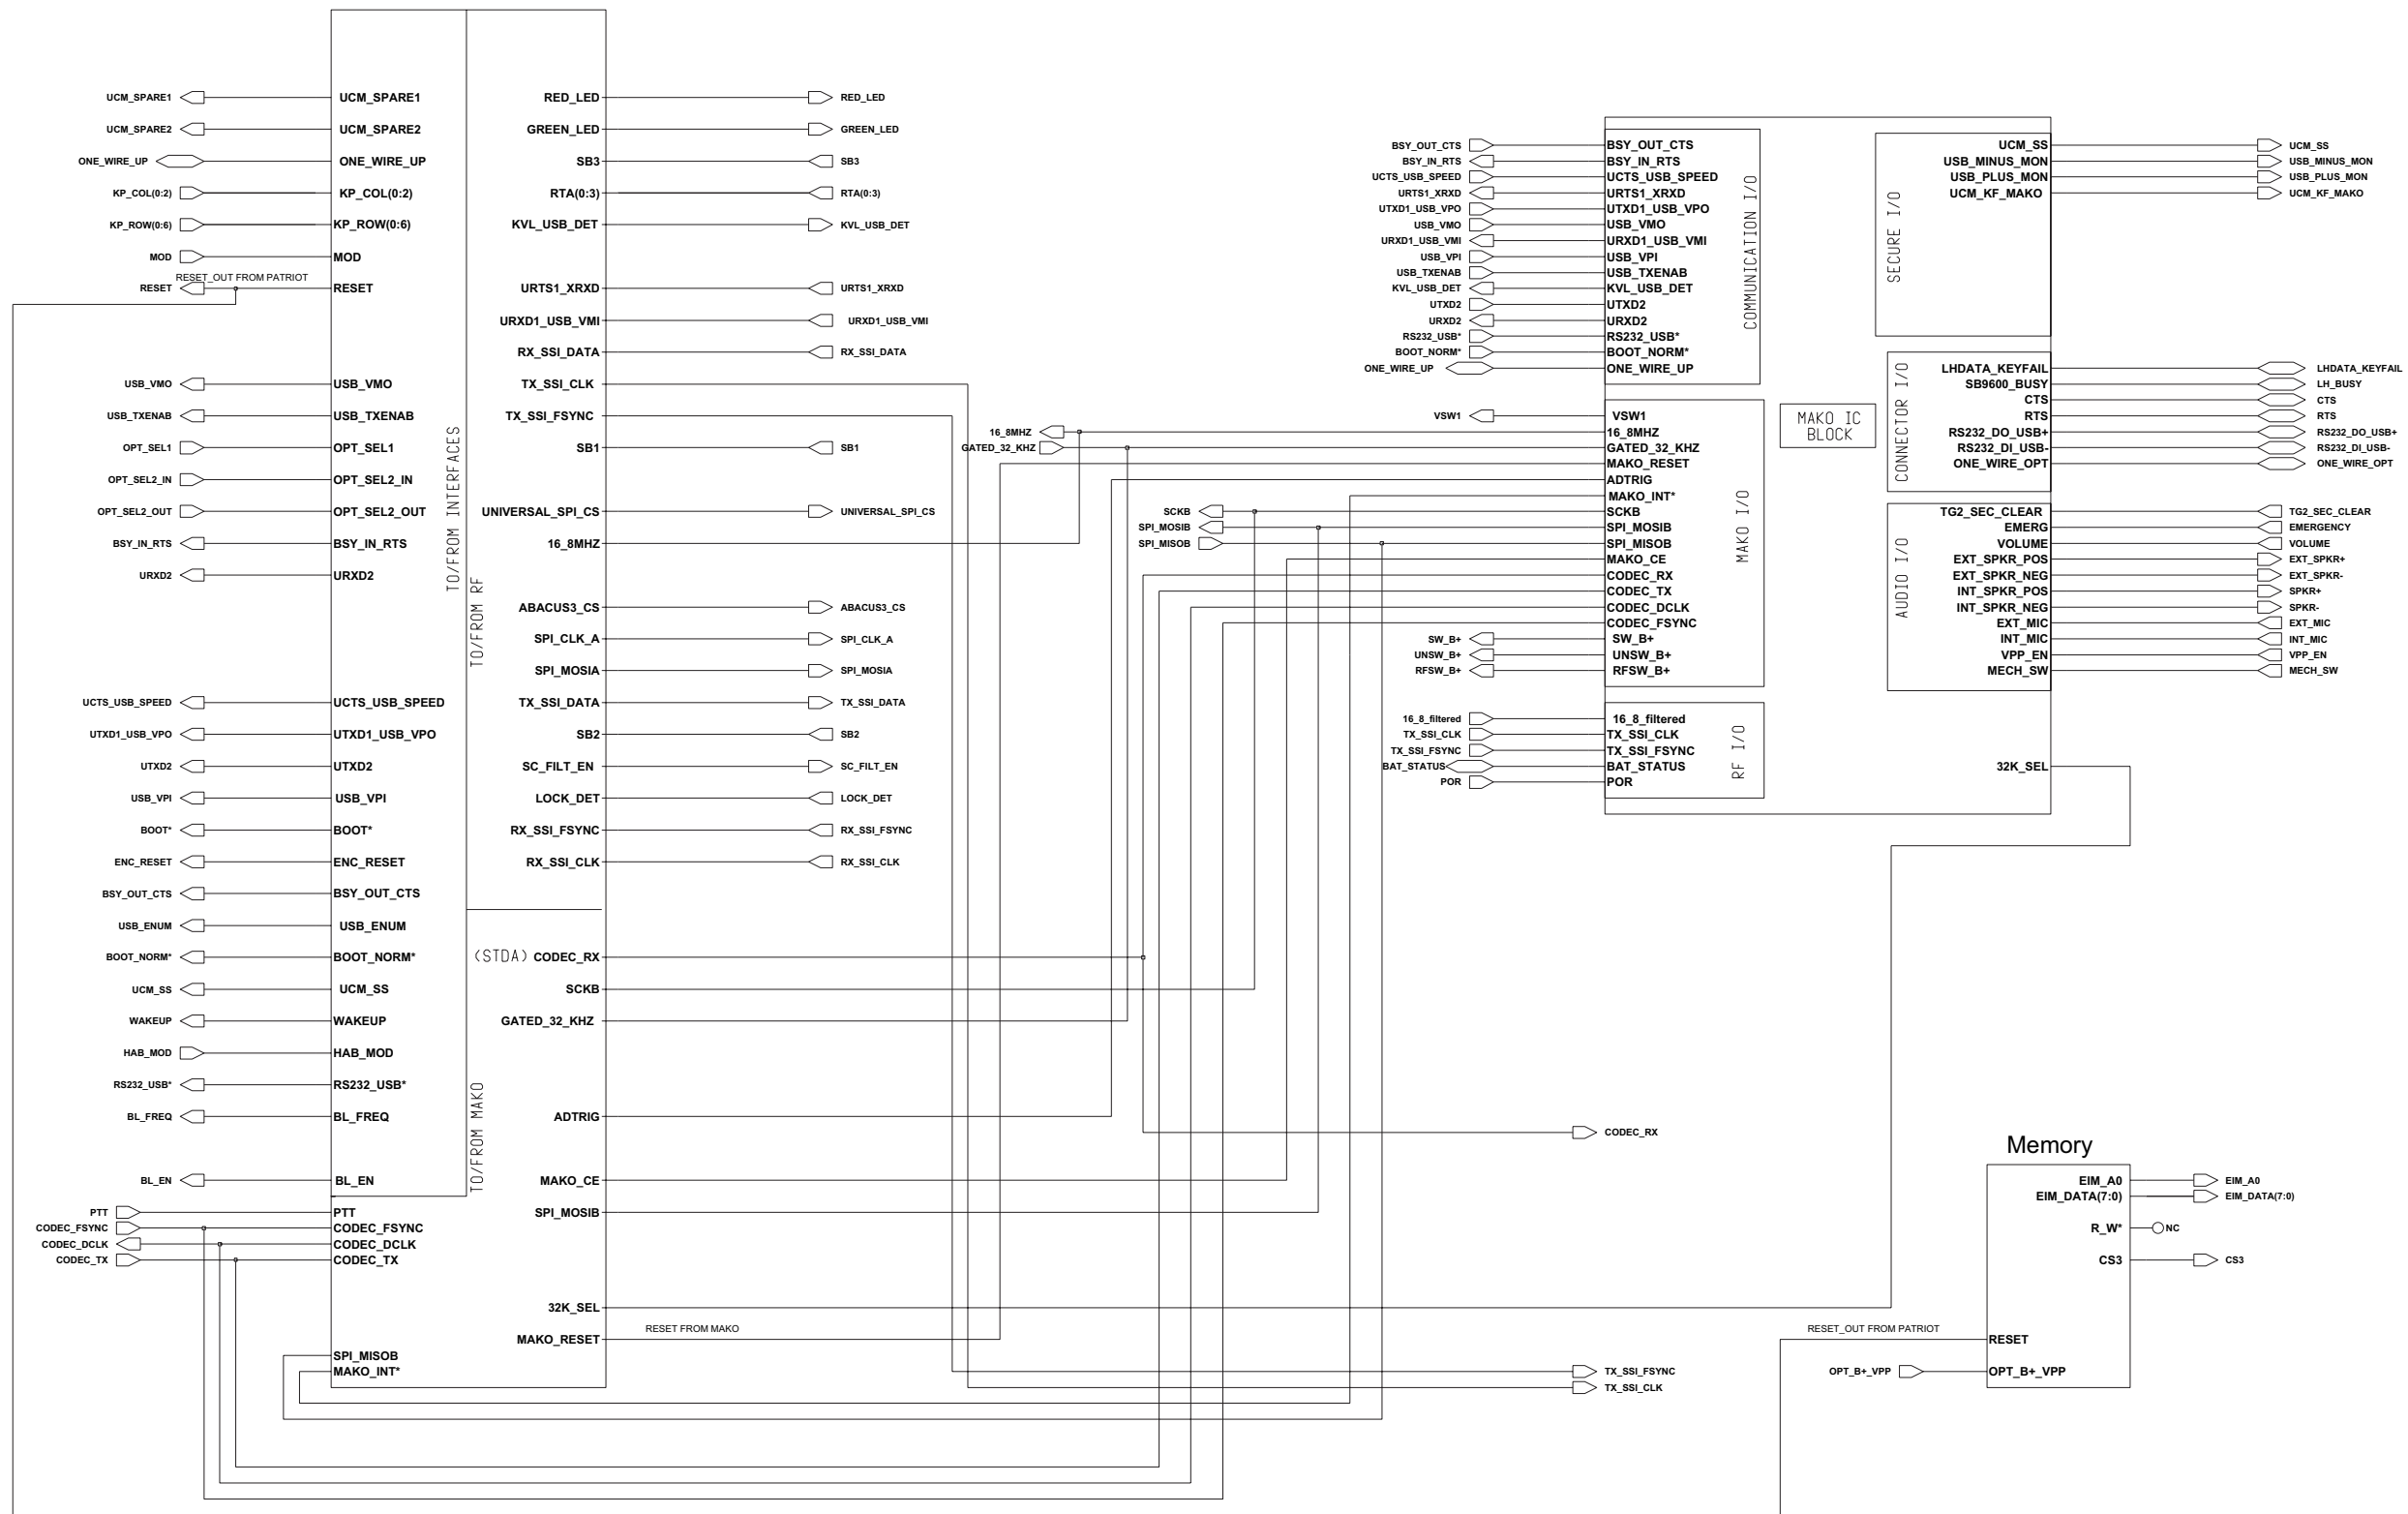 UCM_SPARE1
UCM_SPARE2
ONE_WIRE_UP
KP_COL(0:2)
KP_ROW(0:6)
MOD
RESET_OUT FROM PATRIOT
RESET
USB_VMO
USB_TXENAB
OPT_SEL1
OPT_SEL2_IN
OPT_SEL2_OUT
BSY_IN_RTS
URXD2
UCTS_USB_SPEED
UTXD1_USB_VPO
UTXD2
USB_VPI
BOOT*
ENC_RESET
BSY_OUT_CTS
USB_ENUM
BOOT_NORM*
UCM_SS
WAKEUP
HAB_MOD
RS232_USB*
BL_FREQ
BL_EN
PTT
CODEC_FSYNC
CODEC_DCLK
CODEC_TX
UCM_SPARE1
UCM_SPARE2
ONE_WIRE_UP
KP_COL(0:2)
KP_ROW(0:6)
MOD
RESET
USB_VMO
USB_TXENAB
OPT_SEL1
OPT_SEL2_IN
OPT_SEL2_OUT
BSY_IN_RTS
URXD2
UCTS_USB_SPEED
UTXD1_USB_VPO
UTXD2
USB_VPI
BOOT*
ENC_RESET
BSY_OUT_CTS
USB_ENUM
BOOT_NORM*
UCM_SS
WAKEUP
HAB_MOD
RS232_USB*
BL_FREQ
BL_EN
PTT
CODEC_FSYNC
CODEC_DCLK
CODEC_TX
SPI_MISOB
MAKO_INT*
TO/FROM INTERFACES
TO/FROM RF
TO/FROM MAKO
RED_LED
GREEN_LED
SB3
RTA(0:3)
KVL_USB_DET
URTS1_XRXD
URXD1_USB_VMI
RX_SSI_DATA
TX_SSI_CLK
TX_SSI_FSYNC
SB1
UNIVERSAL_SPI_CS
16_8MHZ
ABACUS3_CS
SPI_CLK_A
SPI_MOSIA
TX_SSI_DATA
SB2
SC_FILT_EN
LOCK_DET
RX_SSI_FSYNC
RX_SSI_CLK
(STDA) CODEC_RX
SCKB
GATED_32_KHZ
ADTRIG
MAKO_CE
SPI_MOSIB
32K_SEL
MAKO_RESET
RESET FROM MAKO
RED_LED
GREEN_LED
SB3
RTA(0:3)
KVL_USB_DET
URTS1_XRXD
URXD1_USB_VMI
RX_SSI_DATA
SB1
UNIVERSAL_SPI_CS
ABACUS3_CS
SPI_CLK_A
SPI_MOSIA
TX_SSI_DATA
SB2
SC_FILT_EN
LOCK_DET
RX_SSI_FSYNC
RX_SSI_CLK
BSY_OUT_CTS
BSY_IN_RTS
UCTS_USB_SPEED
URTS1_XRXD
UTXD1_USB_VPO
USB_VMO
URXD1_USB_VMI
USB_VPI
USB_TXENAB
KVL_USB_DET
UTXD2
URXD2
RS232_USB*
BOOT_NORM*
ONE_WIRE_UP
VSW1
16_8MHZ
GATED_32_KHZ
SCKB
SPI_MOSIB
SPI_MISOB
SW_B+
UNSW_B+
RFSW_B+
16_8_filtered
TX_SSI_CLK
TX_SSI_FSYNC
BAT_STATUS
POR
BSY_OUT_CTS
BSY_IN_RTS
UCTS_USB_SPEED
URTS1_XRXD
UTXD1_USB_VPO
USB_VMO
URXD1_USB_VMI
USB_VPI
USB_TXENAB
KVL_USB_DET
UTXD2
URXD2
RS232_USB*
BOOT_NORM*
ONE_WIRE_UP
COMMUNICATION I/O
VSW1
16_8MHZ
GATED_32_KHZ
MAKO_RESET
ADTRIG
MAKO_INT*
SCKB
SPI_MOSIB
SPI_MISOB
MAKO_CE
CODEC_RX
CODEC_TX
CODEC_DCLK
CODEC_FSYNC
SW_B+
UNSW_B+
RFSW_B+
MAKO I/O
16_8_filtered
TX_SSI_CLK
TX_SSI_FSYNC
BAT_STATUS
POR
RF I/O
MAKO IC
BLOCK
SECURE I/O
UCM_SS
USB_MINUS_MON
USB_PLUS_MON
UCM_KF_MAKO
CONNECTOR I/O
LHDATA_KEYFAIL
SB9600_BUSY
CTS
RTS
RS232_DO_USB+
RS232_DI_USB-
ONE_WIRE_OPT
AUDIO I/O
TG2_SEC_CLEAR
EMERG
VOLUME
EXT_SPKR_POS
EXT_SPKR_NEG
INT_SPKR_POS
INT_SPKR_NEG
EXT_MIC
INT_MIC
VPP_EN
MECH_SW
32K_SEL
UCM_SS
USB_MINUS_MON
USB_PLUS_MON
UCM_KF_MAKO
LHDATA_KEYFAIL
LH_BUSY
CTS
RTS
RS232_DO_USB+
RS232_DI_USB-
ONE_WIRE_OPT
TG2_SEC_CLEAR
EMERGENCY
VOLUME
EXT_SPKR+
EXT_SPKR-
SPKR+
SPKR-
EXT_MIC
INT_MIC
VPP_EN
MECH_SW
CODEC_RX
TX_SSI_FSYNC
TX_SSI_CLK
Memory
EIM_A0
EIM_DATA(7:0)
R_W*
CS3
RESET
OPT_B+_VPP
EIM_A0
EIM_DATA(7:0)
NC
CS3
RESET_OUT FROM PATRIOT
OPT_B+_VPP